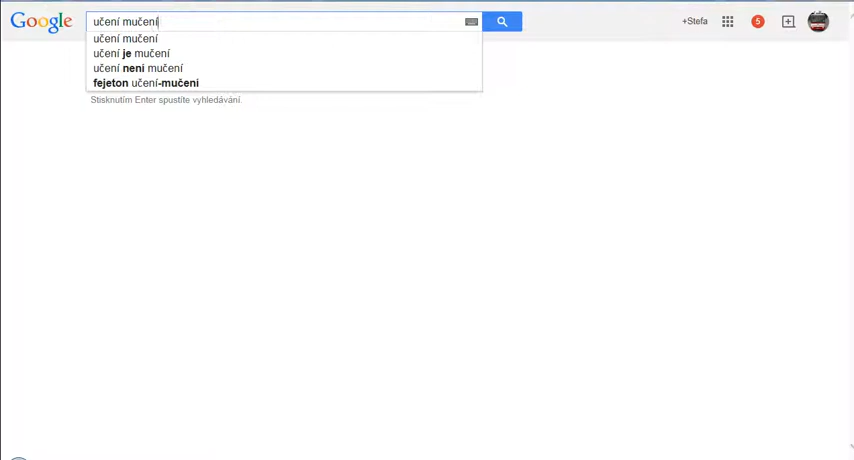 Google
učení mučení
+Stefa
5
učení mučení
učení je mučení
učení není mučení
fejeton učení-mučení
Stisknutím Enter spustíte vyhledávání.